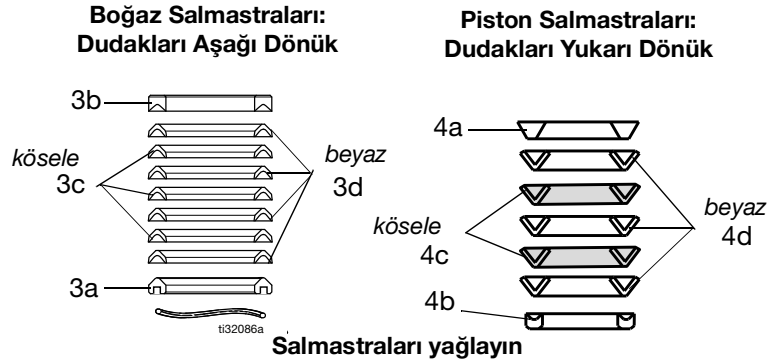 Boğaz Salmastraları:
Dudakları Aşağı Dönük
3b
kösele
3c
beyaz
3d
3a
ti32086a
Piston Salmastraları:
Dudakları Yukarı Dönük
4a
kösele
4c
beyaz
4d
4b
Salmastraları yağlayın